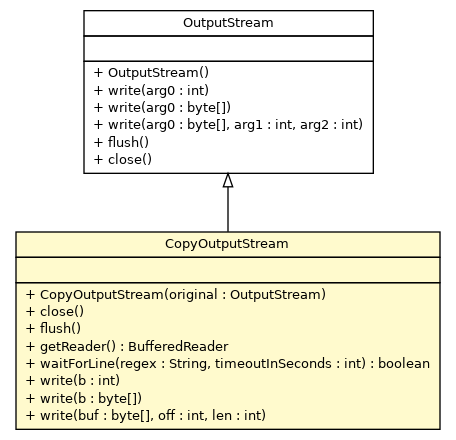 OutputStream
+ OutputStream()
+ write(arg0 : int)
+ write(arg0 : byte[])
+ write(arg0 : byte[], arg1 : int, arg2 : int)
+ flush()
+ close()
CopyOutputStream
+ CopyOutputStream(original : OutputStream)
+ close()
+ flush()
+ getReader() : BufferedReader
+ waitForLine(regex : String, timeoutInSeconds : int) : boolean
+ write(b : int)
+ write(b : byte[])
+ write(buf : byte[], off : int, len : int)